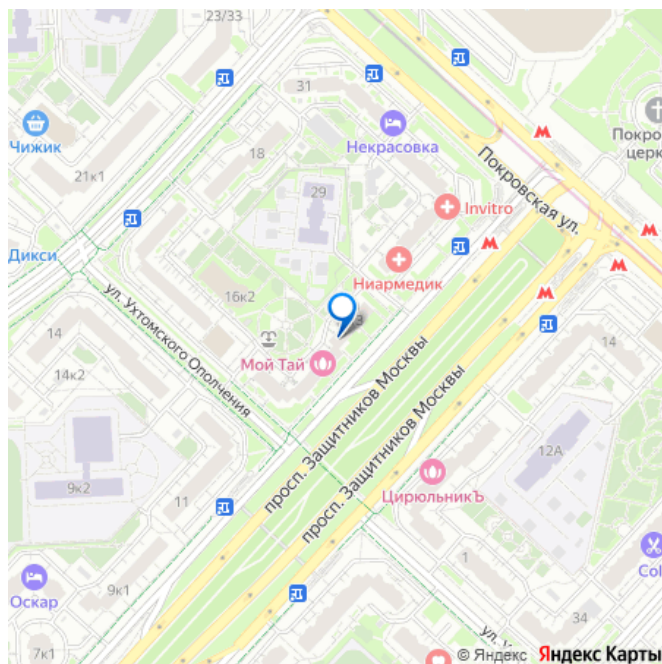 23/33
31
Чижик
Некрасовка
Покро
церк
21к1
18
Покровская ул.
29
Invitro
Дикси
Ниармедик
16к2
14
ул. Ухтомского Ополчения
3
Мой Тай
14к2
14
просп. Защитников Москвы
просп. Защитников Москвы
12А
9к2
11
ЦирюльникЪ
Col
1
Оскар
9к1
34
7к1
ул. У
© Яндекс Яндекс Карты